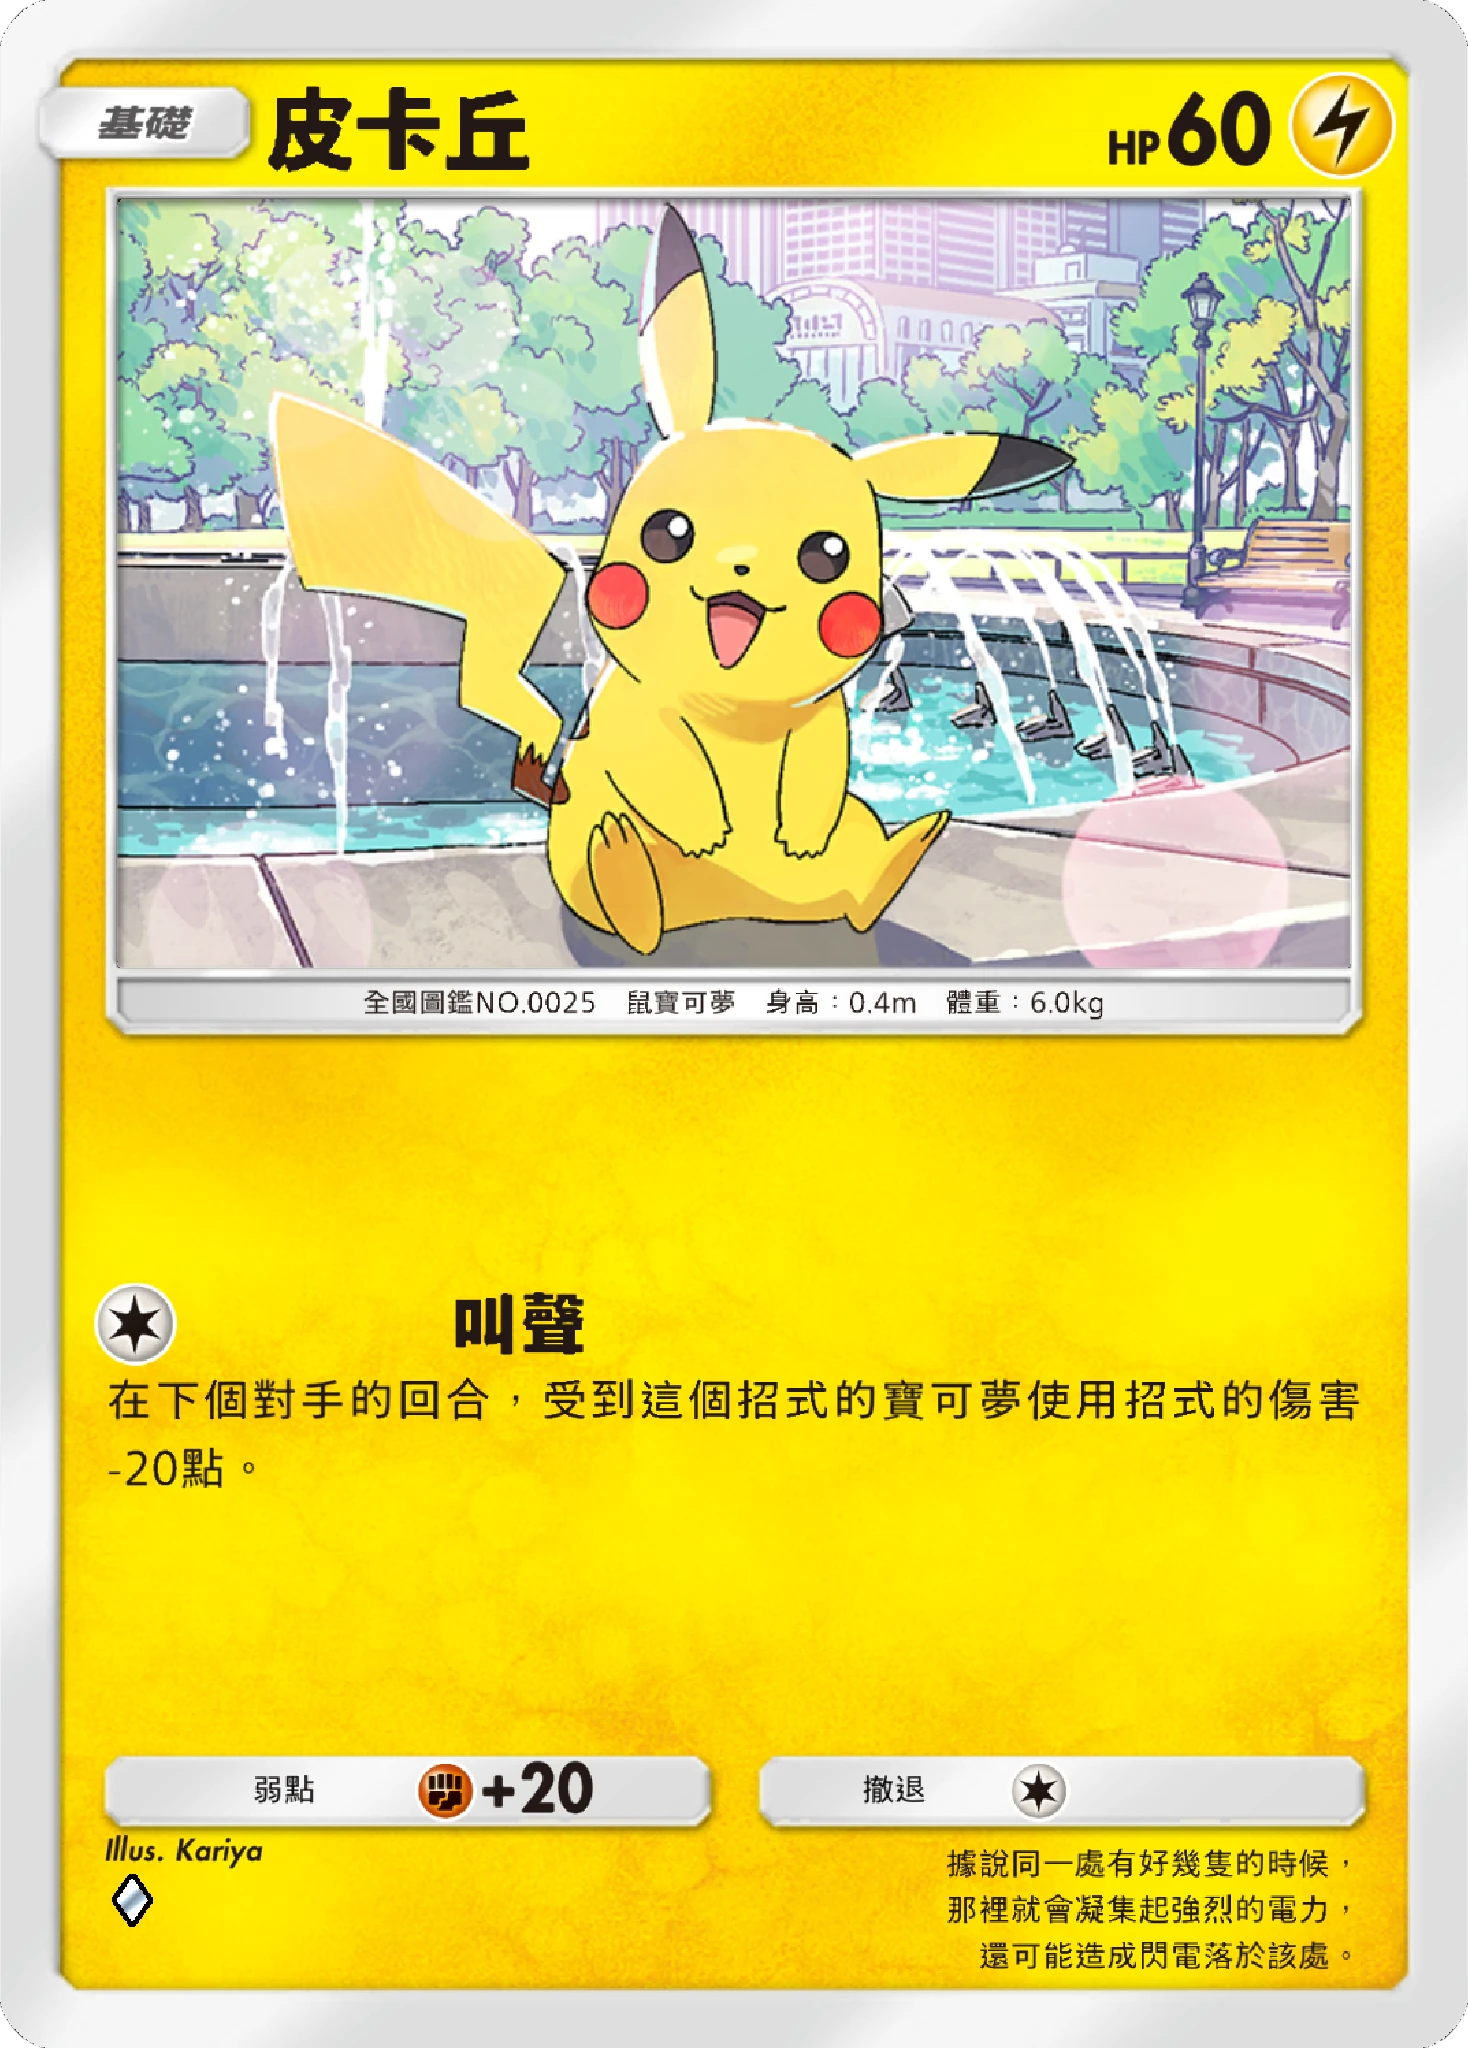 基礎
皮卡丘
HP60
全國圖鑑NO.0025 鼠寶可夢 身高：0.4m 體重：6.0kg
叫聲
在下個對手的回合，受到這個招式的寶可夢使用招式的傷害
-20點。
弱點 +20
撤退
Illus. Kariya
據說同一處有好幾隻的時候，
那裡就會凝集起強烈的電力，
還可能造成閃電落於該處。